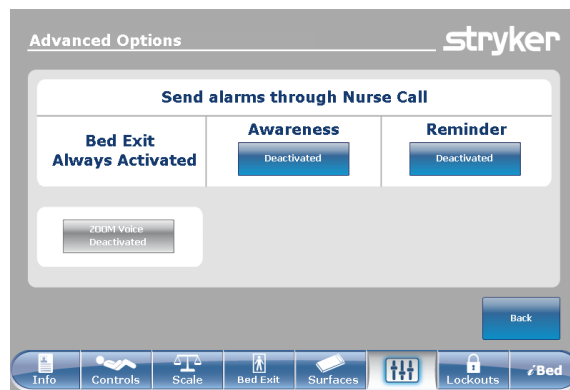 Advanced Options
stryker
Send alarms through Nurse Call
Bed Exit
Always Activated
Awareness
Deactivated
Reminder
Deactivated
ZOOM Voice
Deactivated
Back
Info
Controls
Scale
Bed Exit
Surfaces
Lockouts
iBed